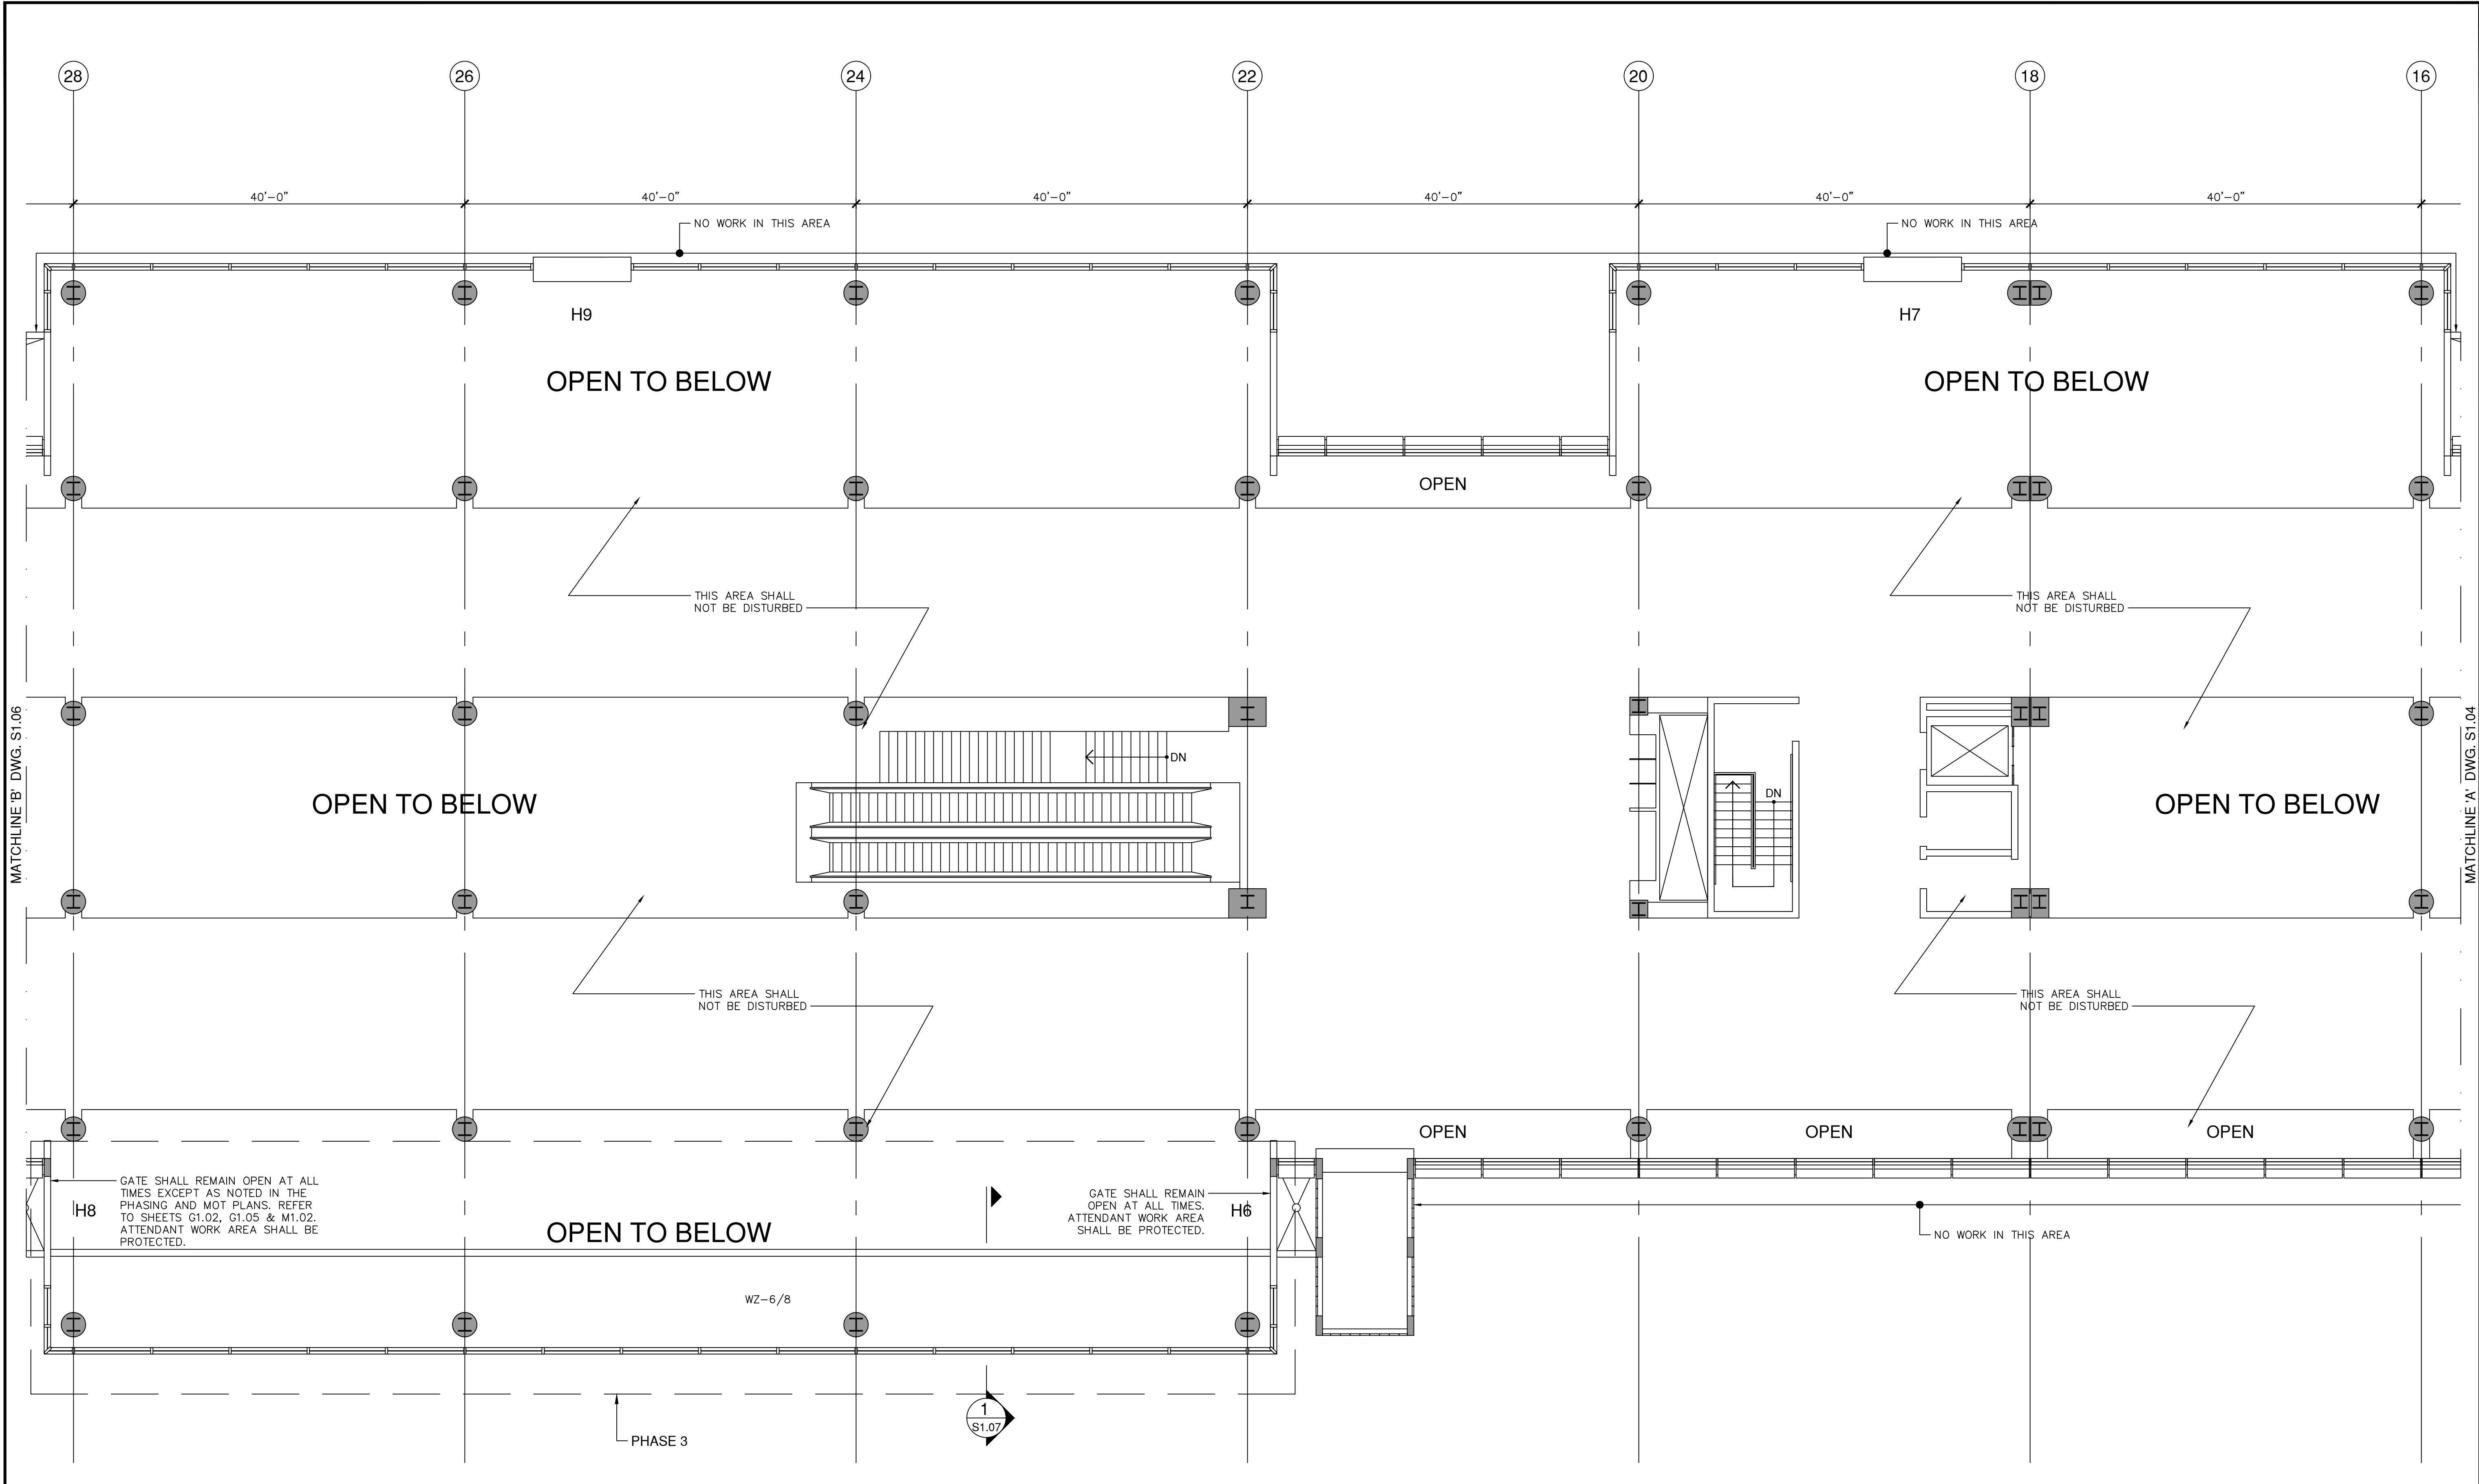 28
26
24
22
20
18
16
40'-0"
40'-0"
40'-0"
40'-0"
40'-0"
40'-0"
NO WORK IN THIS AREA
NO WORK IN THIS AREA
H9
H7
OPEN TO BELOW
OPEN TO BELOW
OPEN
THIS AREA SHALL
NOT BE DISTURBED
THIS AREA SHALL
NOT BE DISTURBED
MATCHLINE 'B' DWG. S1.06
MATCHLINE 'A' DWG. S1.04
DN
DN
OPEN TO BELOW
OPEN TO BELOW
THIS AREA SHALL
NOT BE DISTURBED
THIS AREA SHALL
NOT BE DISTURBED
OPEN
OPEN
OPEN
GATE SHALL REMAIN OPEN AT ALL
TIMES EXCEPT AS NOTED IN THE
PHASING AND MOT PLANS. REFER
TO SHEETS G1.02, G1.05 & M1.02.
ATTENDANT WORK AREA SHALL BE
PROTECTED.
H8
OPEN TO BELOW
GATE SHALL REMAIN
OPEN AT ALL TIMES.
ATTENDANT WORK AREA
SHALL BE PROTECTED.
H6
NO WORK IN THIS AREA
WZ-6/8
1
S1.07
PHASE 3